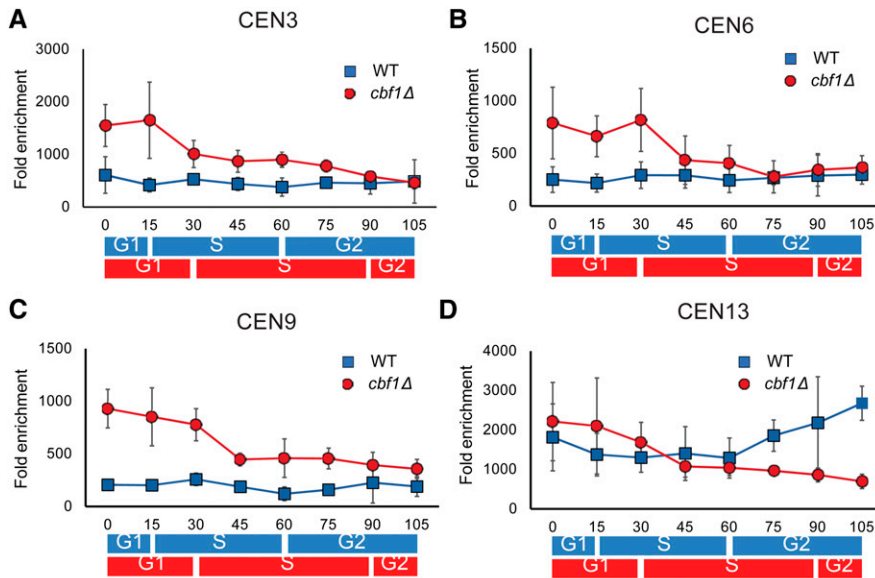 A
CEN3
Fold enrichment
3000
2000
1000
0
WT
cbf1Δ
0 15 30 45 60 75 90 105
G1 S G2
G1 S G2
B
CEN6
Fold enrichment
1500
1000
500
0
WT
cbf1Δ
0 15 30 45 60 75 90 105
G1 S G2
G1 S G2
C
CEN9
Fold enrichment
1500
1000
500
0
WT
cbf1Δ
0 15 30 45 60 75 90 105
G1 S G2
G1 S G2
D
CEN13
Fold enrichment
4000
3000
2000
1000
0
WT
cbf1Δ
0 15 30 45 60 75 90 105
G1 S G2
G1 S G2